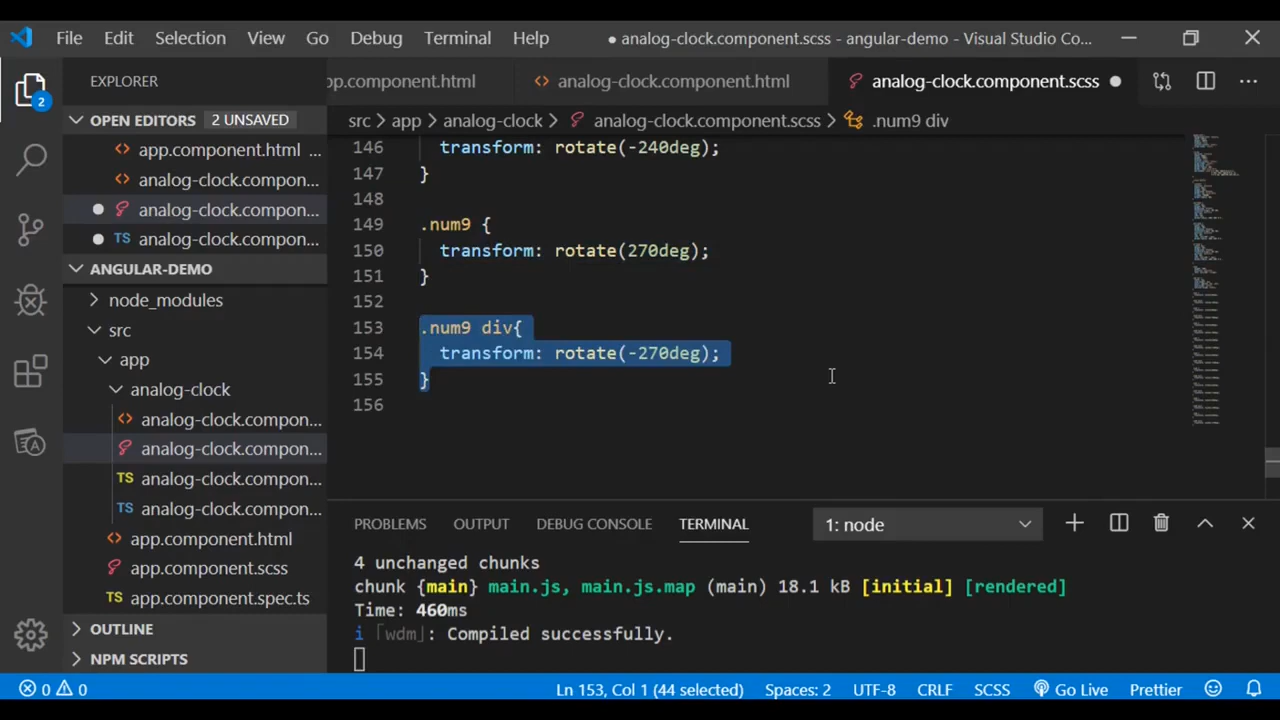 File Edit Selection View Go Debug Terminal Help ● analog-clock.component.scss - angular-demo - Visual Studio Co...
EXPLORER pp.component.html analog-clock.component.html analog-clock.component.scss
OPEN EDITORS 2 UNSAVED src > app > analog-clock > analog-clock.component.scss > .num9 div
2
app.component.html ...
analog-clock.compon...
analog-clock.compon...
TS analog-clock.compon...
ANGULAR-DEMO
node_modules
src
app
analog-clock
analog-clock.compon...
analog-clock.compon...
TS analog-clock.compon...
TS analog-clock.compon...
app.component.html
app.component.scss
TS app.component.spec.ts
OUTLINE
NPM SCRIPTS
146 transform: rotate(-240deg);
147 }
148
149 .num9 {
150 transform: rotate(270deg);
151 }
152
153 .num9 div{
154 transform: rotate(-270deg);
155 }
156
PROBLEMS OUTPUT DEBUG CONSOLE TERMINAL 1: node
4 unchanged chunks
chunk {main} main.js, main.js.map (main) 18.1 kB [initial] [rendered]
Time: 460ms
i ｢wdm｣: Compiled successfully.
0 0 Ln 153, Col 1 (44 selected) Spaces: 2 UTF-8 CRLF SCSS Go Live Prettier